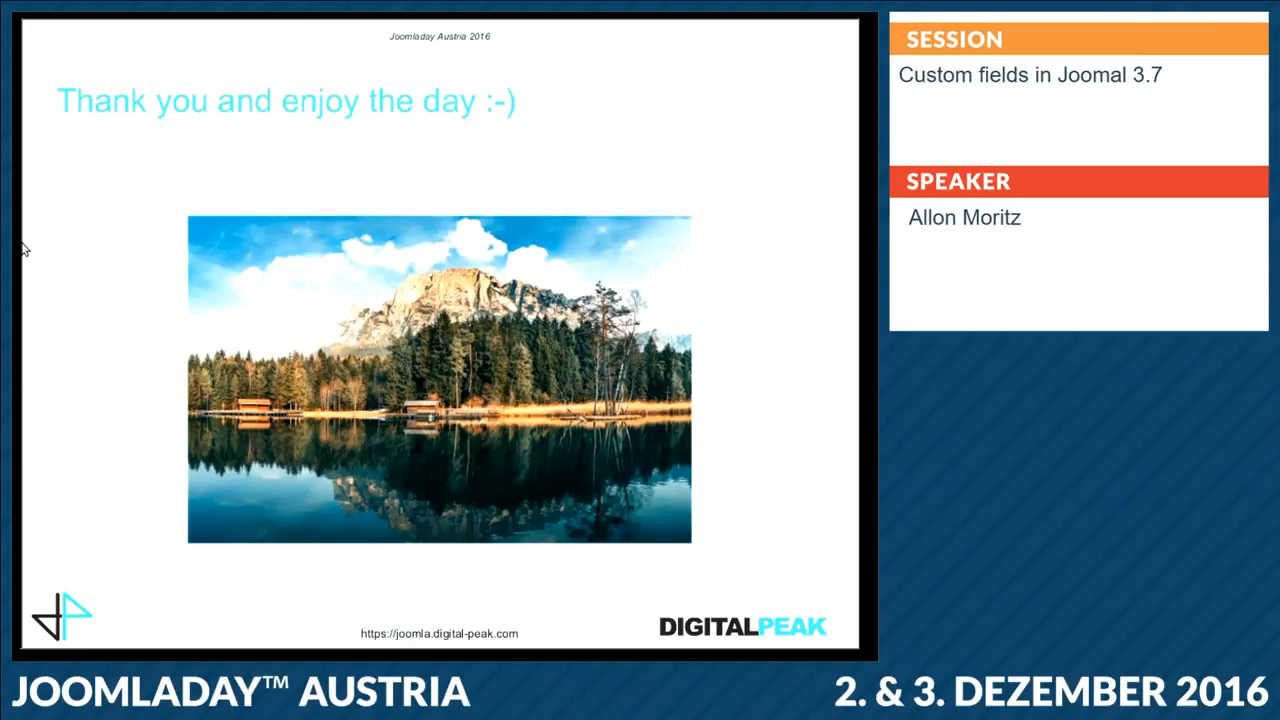 Joomladay Austria 2016
Thank you and enjoy the day :-)
https://joomla.digital-peak.com
DIGITALPEAK
SESSION
Custom fields in Joomal 3.7
SPEAKER
Allon Moritz
JOOMLADAY™ AUSTRIA
2. & 3. DEZEMBER 2016